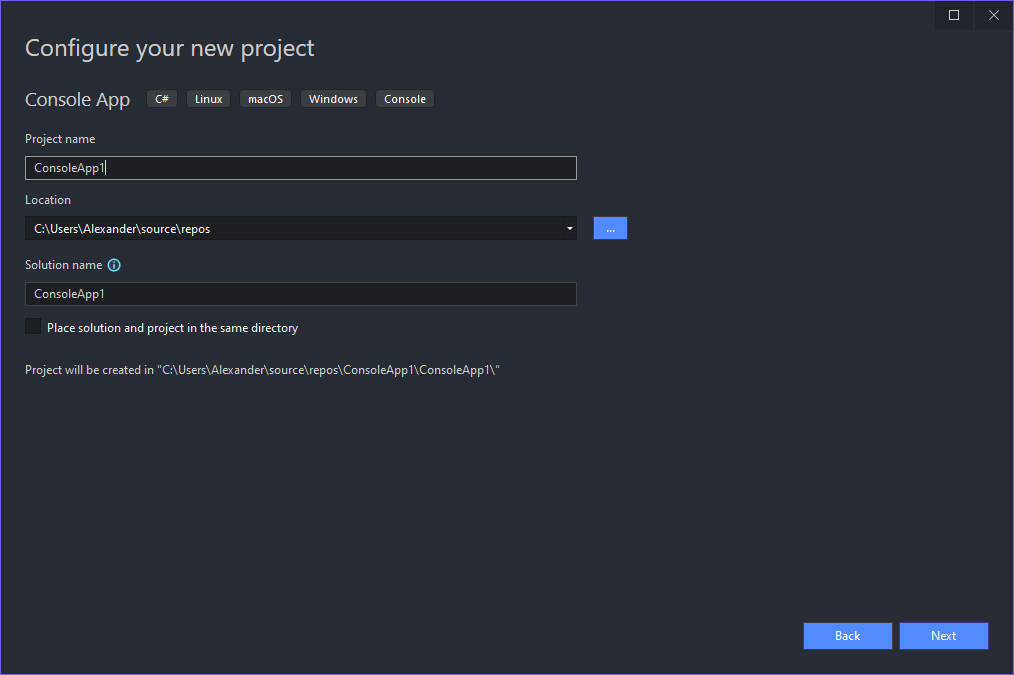 Configure your new project
Console App C# Linux macOS Windows Console
Project name
ConsoleApp1
Location
C:\Users\Alexander\source\repos
...
Solution name
ConsoleApp1
Place solution and project in the same directory
Project will be created in "C:\Users\Alexander\source\repos\ConsoleApp1\ConsoleApp1\"
Back Next